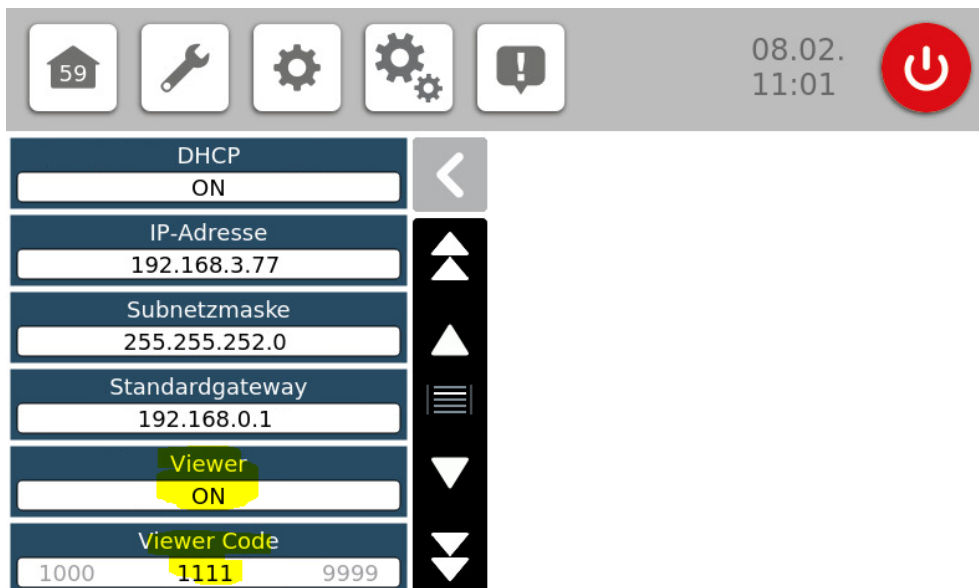 59
!
08.02.
11:01
DHCP
ON
IP-Adresse
192.168.3.77
Subnetzmaske
255.255.252.0
Standardgateway
192.168.0.1
Viewer
ON
Viewer Code
1000 1111 9999